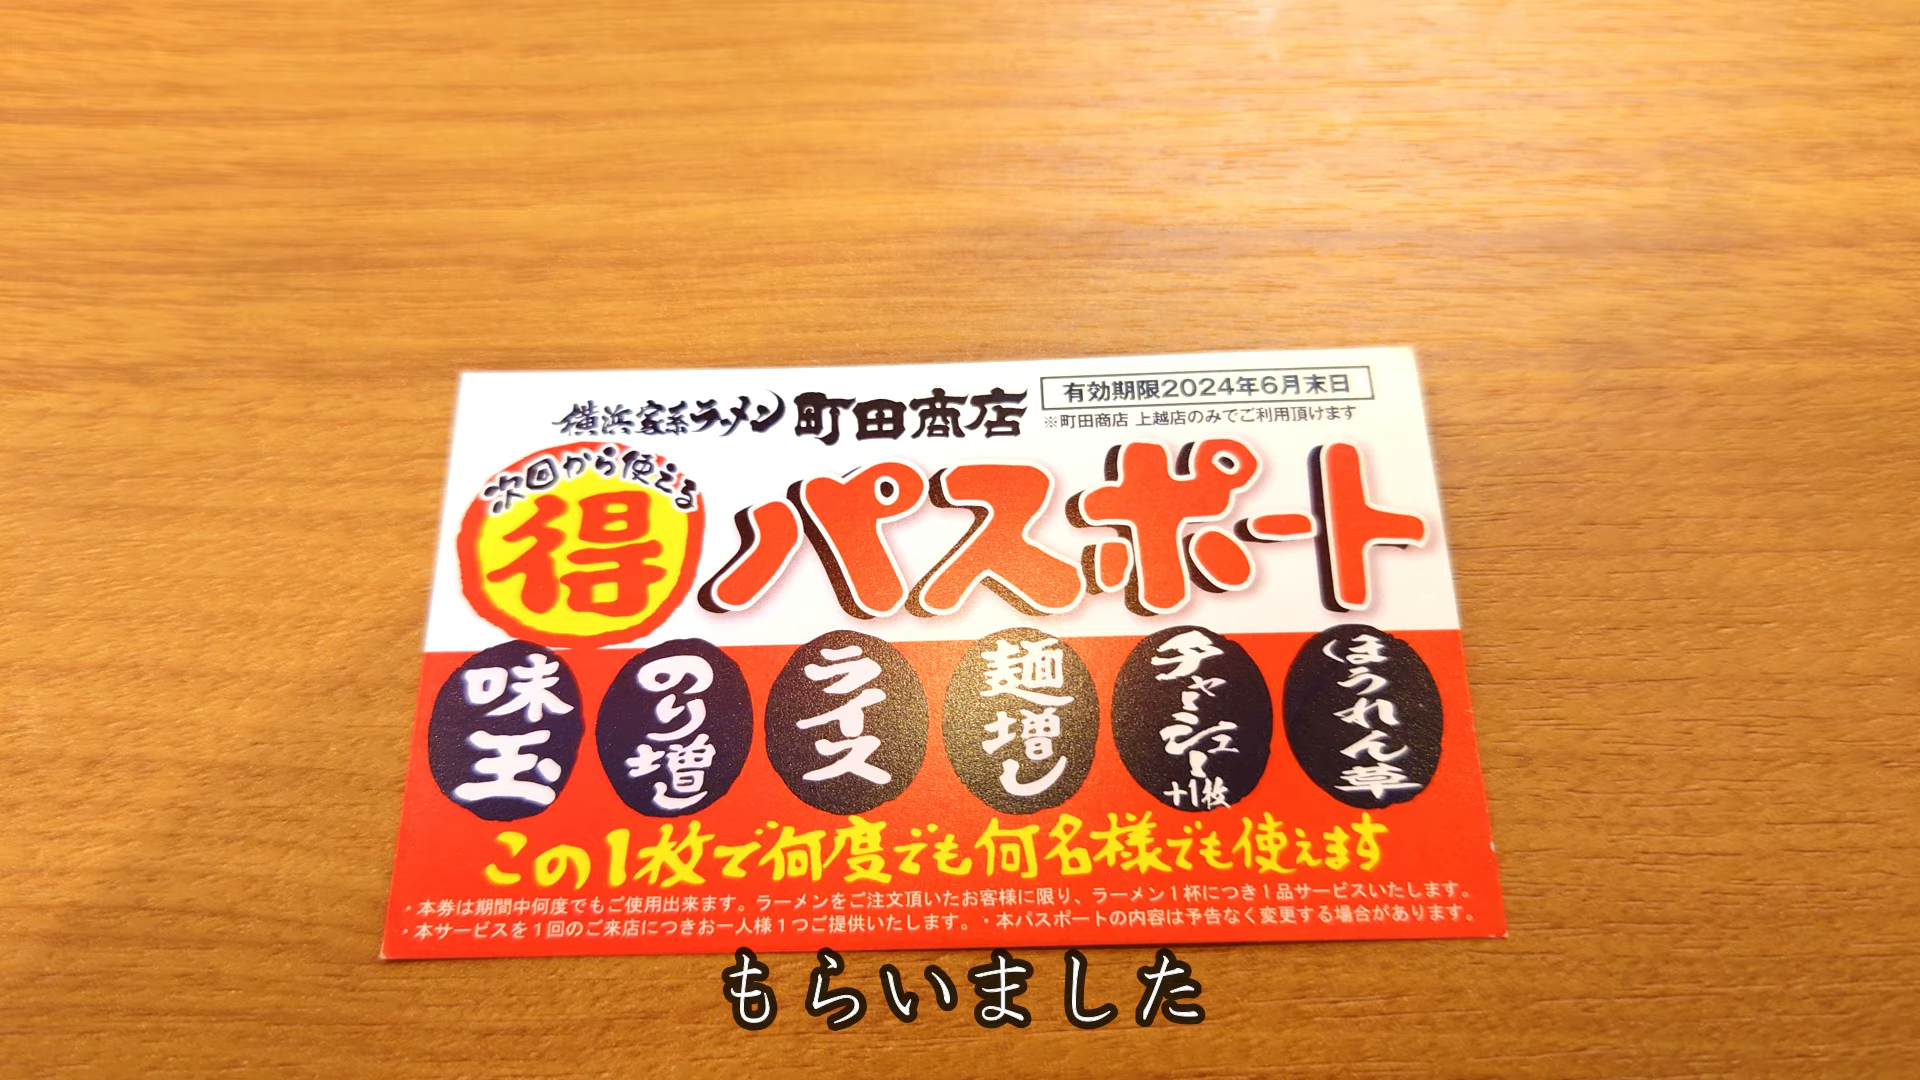 横浜家系ラーメン 町田商店
有効期限2024年6月末日
※町田商店 上越店のみでご利用頂けます
次回から使える
得 パスポート
味玉
のり増し
ライス
麺増し
チャーシュー+1枚
ほうれん草
この1枚で何度でも何名様でも使えます
・本券は期間中何度でもご使用出来ます。ラーメンをご注文頂いたお客様に限り、ラーメン1杯につき1品サービスいたします。
・本サービスを1回のご来店につきお一人様1つご提供いたします。・本パスポートの内容は予告なく変更する場合があります。
もらいました